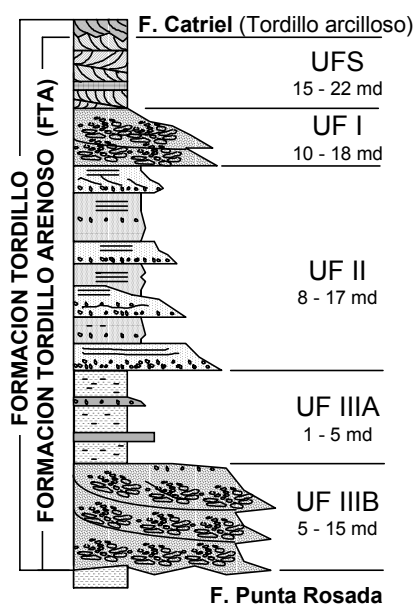 F. Catriel (Tordillo arcilloso)
UFS
15 - 22 md
UF I
10 - 18 md
UF II
8 - 17 md
UF IIIA
1 - 5 md
UF IIIB
5 - 15 md
F. Punta Rosada
FORMACION TORDILLO
FORMACION TORDILLO ARENOSO (FTA)